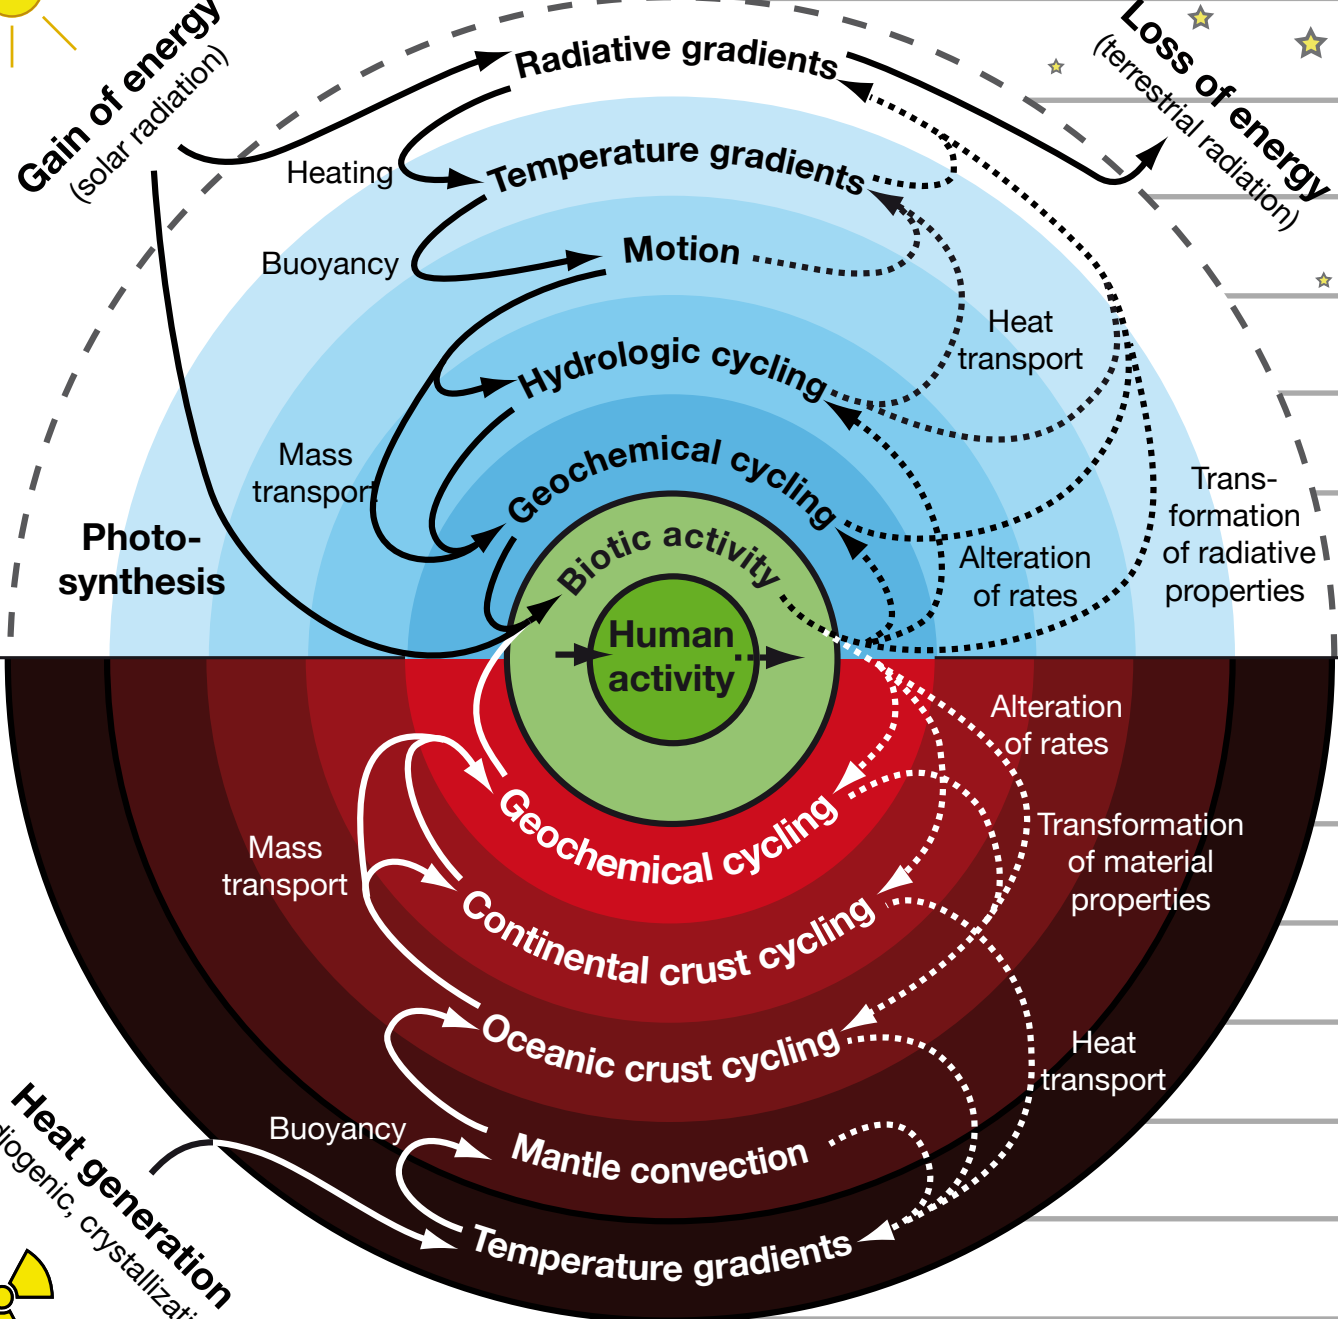 Gain of energy
(solar radiation)
Loss of energy
(terrestrial radiation)
Radiative gradients
Heating
Temperature gradients
Buoyancy
Motion
Heat
transport
Hydrologic cycling
Mass
transport
Geochemical cycling
Trans-
formation
of radiative
properties
Photo-
synthesis
Biotic activity
Alteration
of rates
Human
activity
Alteration
of rates
Geochemical cycling
Transformation
of material
properties
Mass
transport
Continental crust cycling
Oceanic crust cycling
Heat
transport
Buoyancy
Mantle convection
Temperature gradients
Heat generation